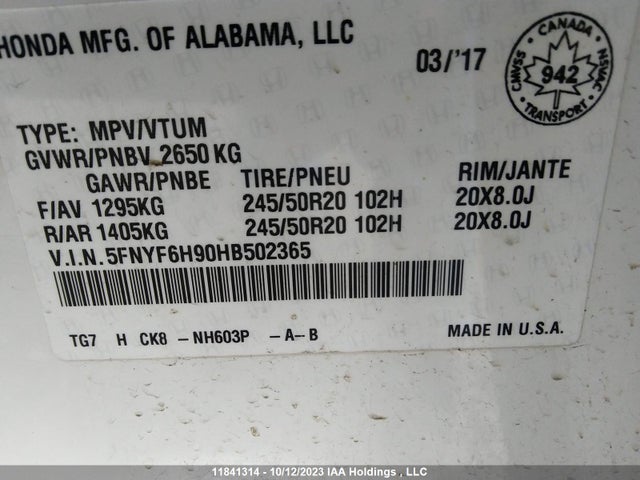 HONDA MFG. OF ALABAMA, LLC
03/'17
CANADA
CMVSS 942 NSVAC
TRANSPORT
TYPE: MPV/VTUM
GVWR/PNBV 2650 KG
GAWR/PNBE TIRE/PNEU RIM/JANTE
F/AV 1295KG 245/50R20 102H 20X8.0J
R/AR 1405KG 245/50R20 102H 20X8.0J
V.I.N. 5FNYF6H90HB502365
TG7 H CK8 - NH603P - A- B MADE IN U.S.A.
11841314 - 10/12/2023 IAA Holdings , LLC